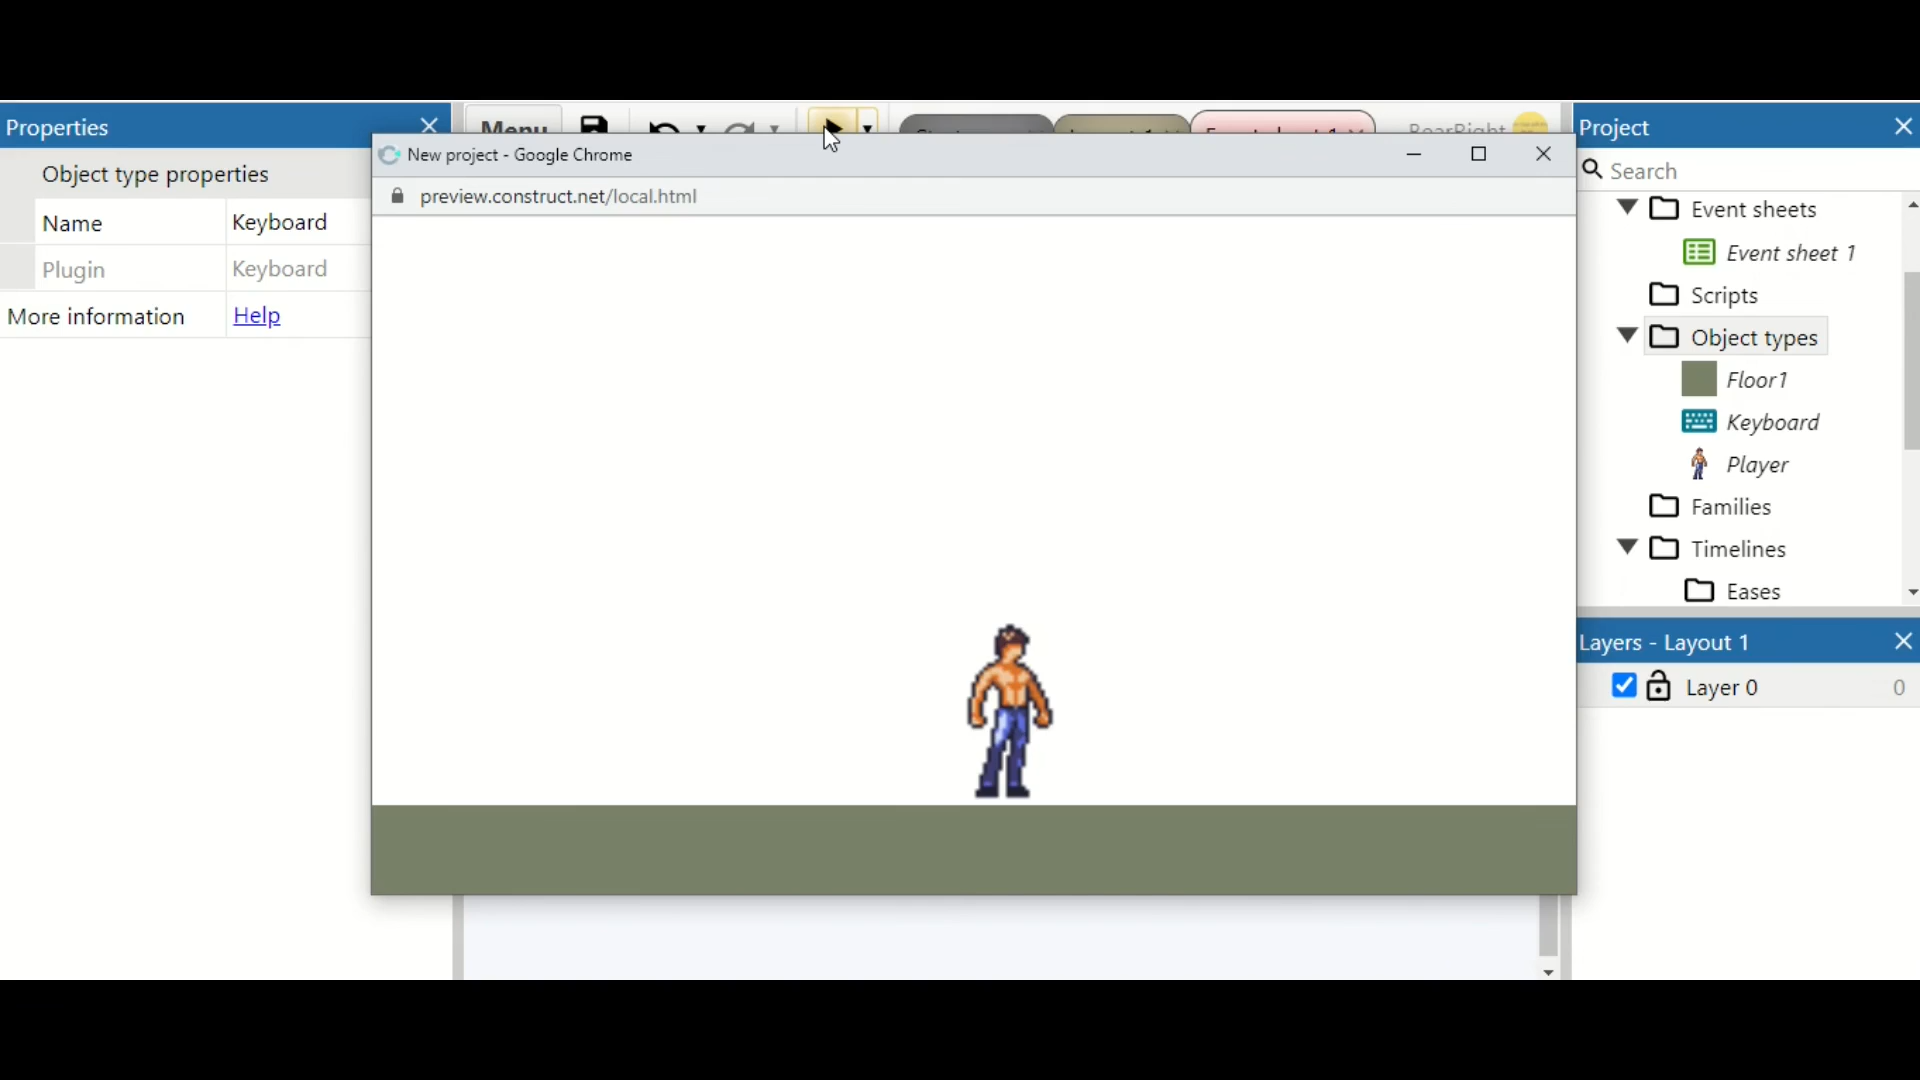 Properties
Menu
Project
New project - Google Chrome
Search
Object type properties
preview.construct.net/local.html
Name
Keyboard
Event sheets
Plugin
Keyboard
Event sheet 1
Scripts
More information
Help
Object types
Floor1
Keyboard
Player
Families
Timelines
Eases
Layers - Layout 1
Layer 0
0